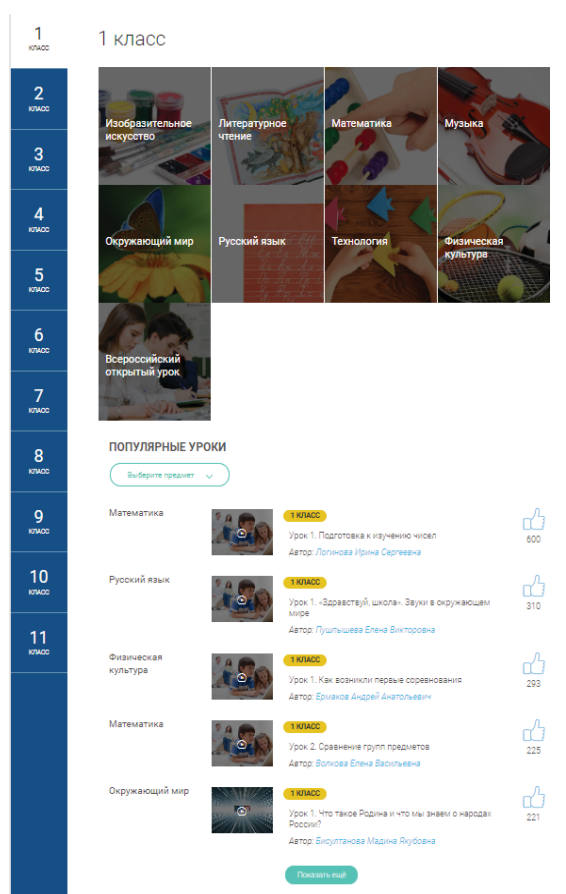 1
КЛАСС
2
КЛАСС
3
КЛАСС
4
КЛАСС
5
КЛАСС
6
КЛАСС
7
КЛАСС
8
КЛАСС
9
КЛАСС
10
КЛАСС
11
КЛАСС
1 класс
Изобразительное
искусство
Литературное
чтение
Математика
Музыка
Окружающий мир
Русский язык
Технология
Физическая
культура
Всероссийский
открытый урок
ПОПУЛЯРНЫЕ УРОКИ
Выберите предмет
Математика
1 КЛАСС
Урок 1. Подготовка к изучению чисел
Автор: Логинова Ирина Сергеевна
600
Русский язык
1 КЛАСС
Урок 1. «Здравствуй, школа». Звуки в окружающем
мире
Автор: Пушпышева Елена Викторовна
310
Физическая
культура
1 КЛАСС
Урок 1. Как возникли первые соревнования
Автор: Ермаков Андрей Анатольевич
293
Математика
1 КЛАСС
Урок 2. Сравнение групп предметов
Автор: Волкова Елена Васильевна
225
Окружающий мир
1 КЛАСС
Урок 1. Что такое Родина и что мы знаем о народах
России?
Автор: Бисултанова Мадина Якубовна
221
Показать ещё